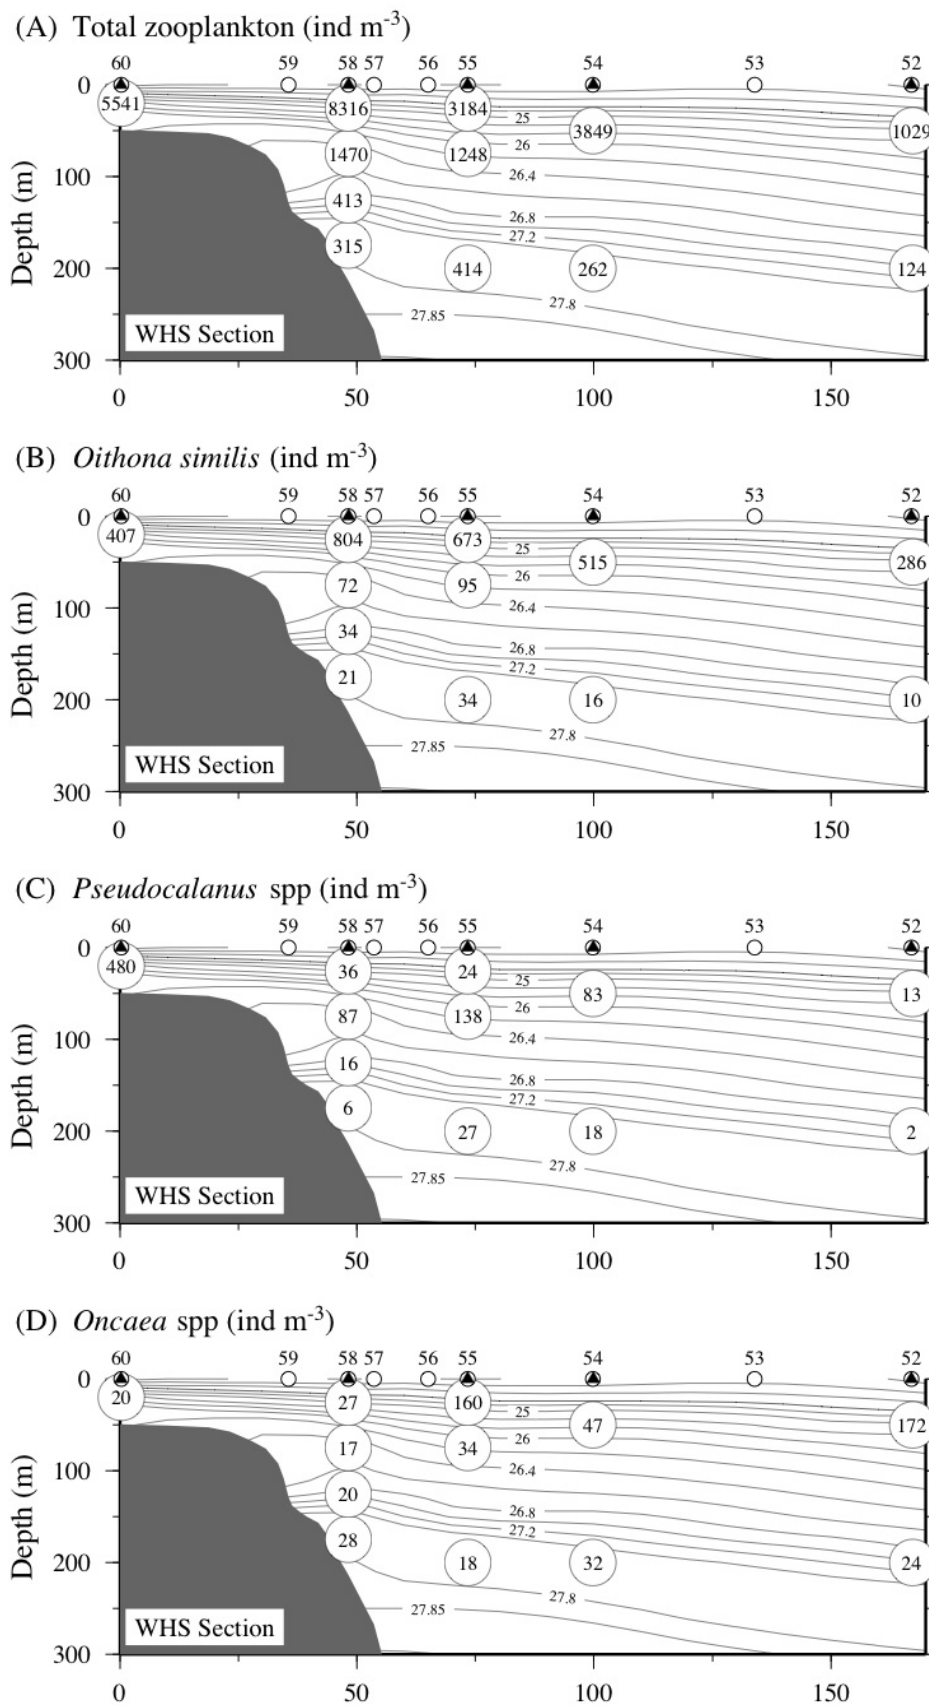 (A) Total zooplankton (ind m-3)
60 59 58 57 56 55 54 53 52
0 5541 8316 3184 25 3849 1029
26
1470 1248
100 26.4
413 26.8
27.2
315
200 414 262 124
27.8
27.85
WHS Section
300
0 50 100 150
Depth (m)
(B) Oithona similis (ind m-3)
60 59 58 57 56 55 54 53 52
0 407 804 673 25 515 286
26
72 95
100 26.4
34 26.8
27.2
21
200 34 16 10
27.8
27.85
WHS Section
300
0 50 100 150
Depth (m)
(C) Pseudocalanus spp (ind m-3)
60 59 58 57 56 55 54 53 52
0 480 36 24 25 83 13
26
87 138
100 26.4
16 26.8
27.2
6
200 27 18 2
27.8
27.85
WHS Section
300
0 50 100 150
Depth (m)
(D) Oncaea spp (ind m-3)
60 59 58 57 56 55 54 53 52
0 20 27 160 25 47 172
26
17 34
100 26.4
20 26.8
27.2
28
200 18 32 24
27.8
27.85
WHS Section
300
0 50 100 150
Depth (m)